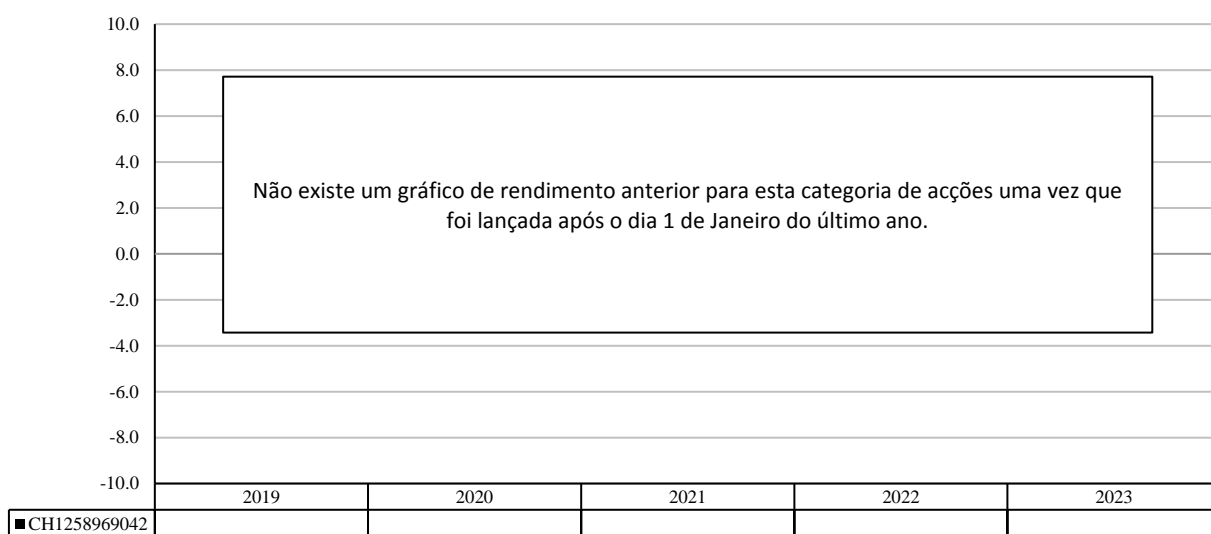 10.0
8.0
6.0
4.0
2.0
0.0
-2.0
-4.0
-6.0
-8.0
-10.0
Não existe um gráfico de rendimento anterior para esta categoria de acções uma vez que
foi lançada após o dia 1 de Janeiro do último ano.
2019 2020 2021 2022 2023
CH1258969042